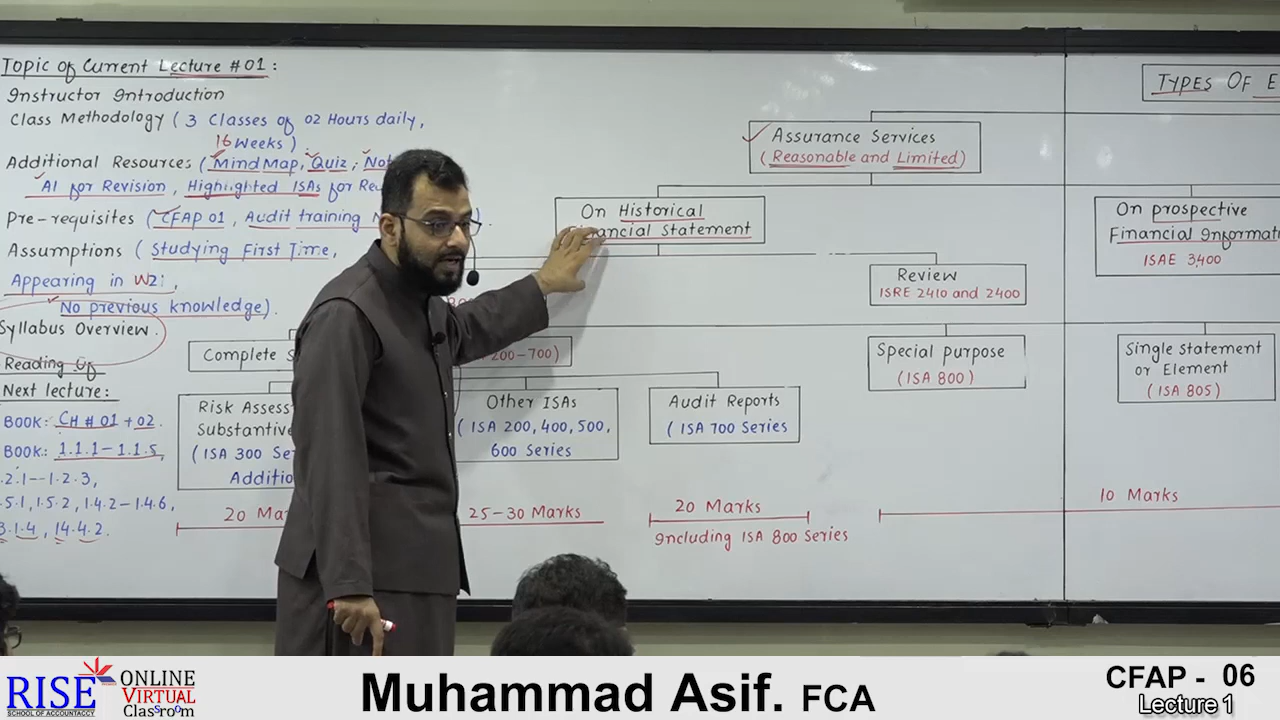 Topic of Current Lecture # 01 :
Instructor Introduction
Class Methodology ( 3 Classes of 02 Hours daily,
16 Weeks )
Additional Resources ( Mind Map, Quiz,
AI for Revision , Highlighted ISAs for
Pre-requisites ( CFAP 01 , Audit training
Assumptions ( Studying First Time,
Appearing in
No previous knowledge ).
Syllabus Overview .
Reading of
Next lecture :
BOOK: CH # 01 + 02 .
BOOK: 1.1.1 - 1.1.5,
.2.1 - 1.2.3,
.5.1, 1.5.2, 1.4.2 - 1.4.6,
3.1.4, 14.4.2.
TYPES OF E
Assurance Services
( Reasonable and Limited )
On Historical
Financial Statement
On prospective
Financial Informat
ISAE 3400
Review
ISRE 2410 and 2400
Complete
200-700)
Special purpose
(ISA 800)
Single statement
or Element
(ISA 805)
Risk Assess
Substantive
(ISA 300 Se
Additio
Other ISAs
(ISA 200, 400, 500,
600 Series
Audit Reports
(ISA 700 Series
20 Ma
25-30 Marks
20 Marks
Including ISA 800 Series
10 Marks
RISE
SCHOOL OF ACCOUNTANCY
ONLINE
VIRTUAL
Classroom
Muhammad Asif. FCA
CFAP - 06
Lecture 1